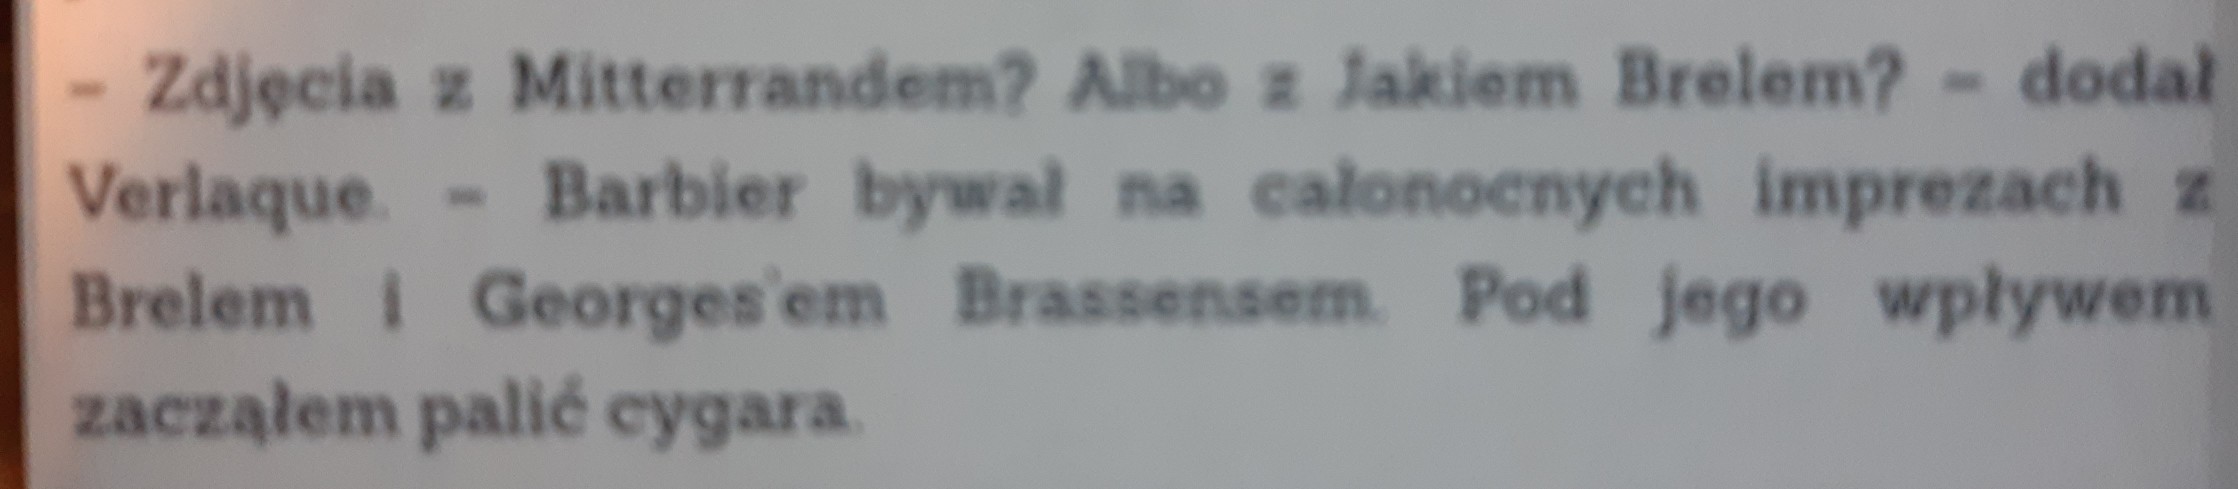 – Zdjęcia z Mitterrandem? Albo z Jakiem Brelem? – dodał
Verlaque. – Barbier bywał na całonocnych imprezach z
Brelem i Georges'em Brassensem. Pod jego wpływem
zacząłem palić cygara.